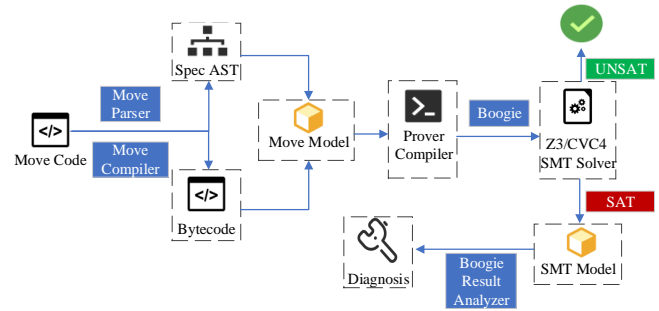 UNSAT
Spec AST
Move
Parser
</>
Move Model
Prover
Compiler
Boogie
Z3/CVC4
SMT Solver
Move Code
Move
Compiler
</>
Bytecode
SAT
Diagnosis
Boogie
Result
Analyzer
SMT Model